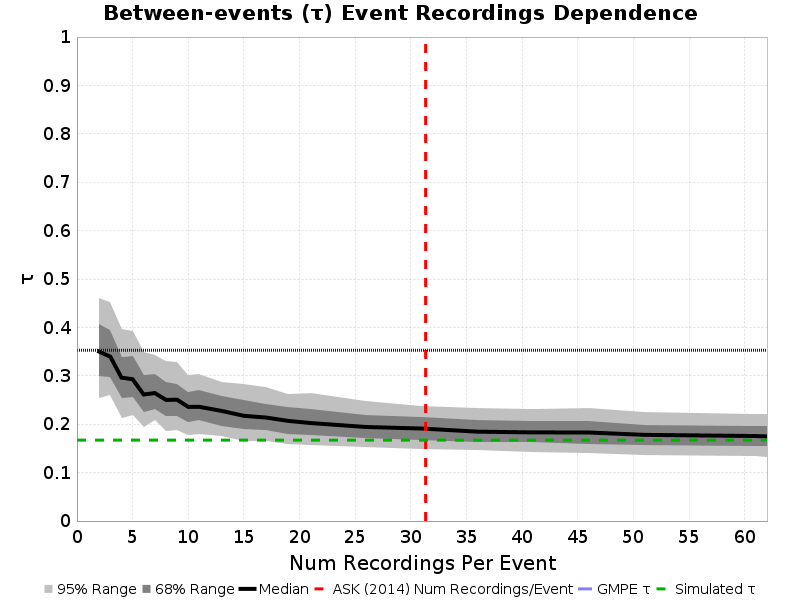 Between-events (τ) Event Recordings Dependence
1
0.9
0.8
0.7
0.6
0.5
0.4
0.3
0.2
0.1
0
τ
0 5 10 15 20 25 30 35 40 45 50 55 60
Num Recordings Per Event
95% Range 68% Range Median ASK (2014) Num Recordings/Event GMPE τ Simulated τ